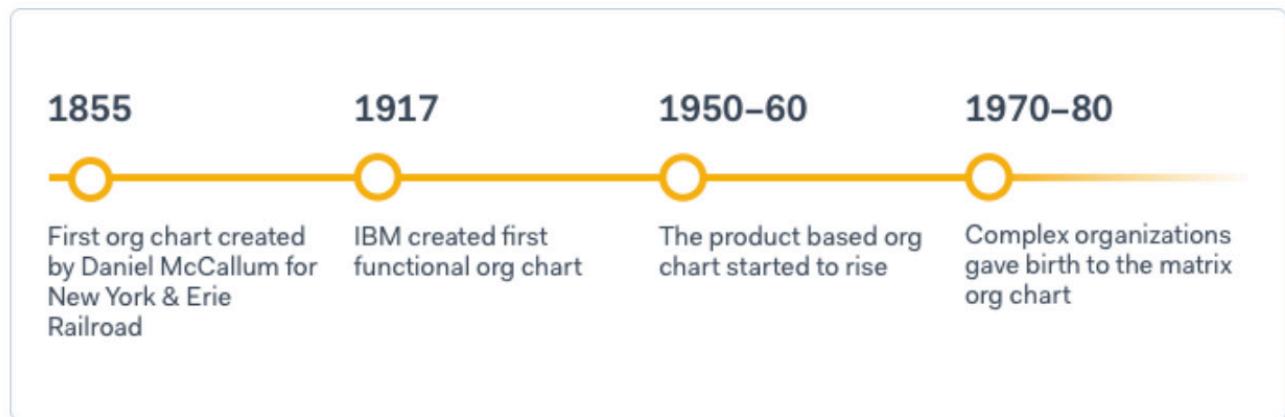 1855
First org chart created
by Daniel McCallum for
New York & Erie
Railroad
1917
IBM created first
functional org chart
1950–60
The product based org
chart started to rise
1970–80
Complex organizations
gave birth to the matrix
org chart